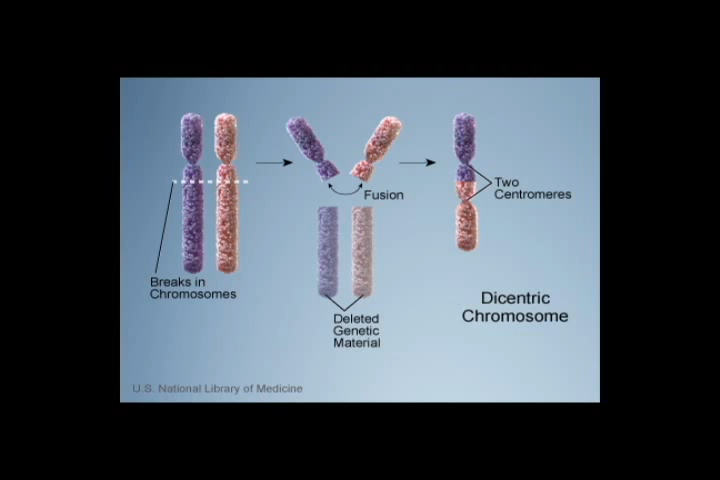 Fusion
Two
Centromeres
Breaks in
Chromosomes
Dicentric
Chromosome
Deleted
Genetic
Material
U.S. National Library of Medicine